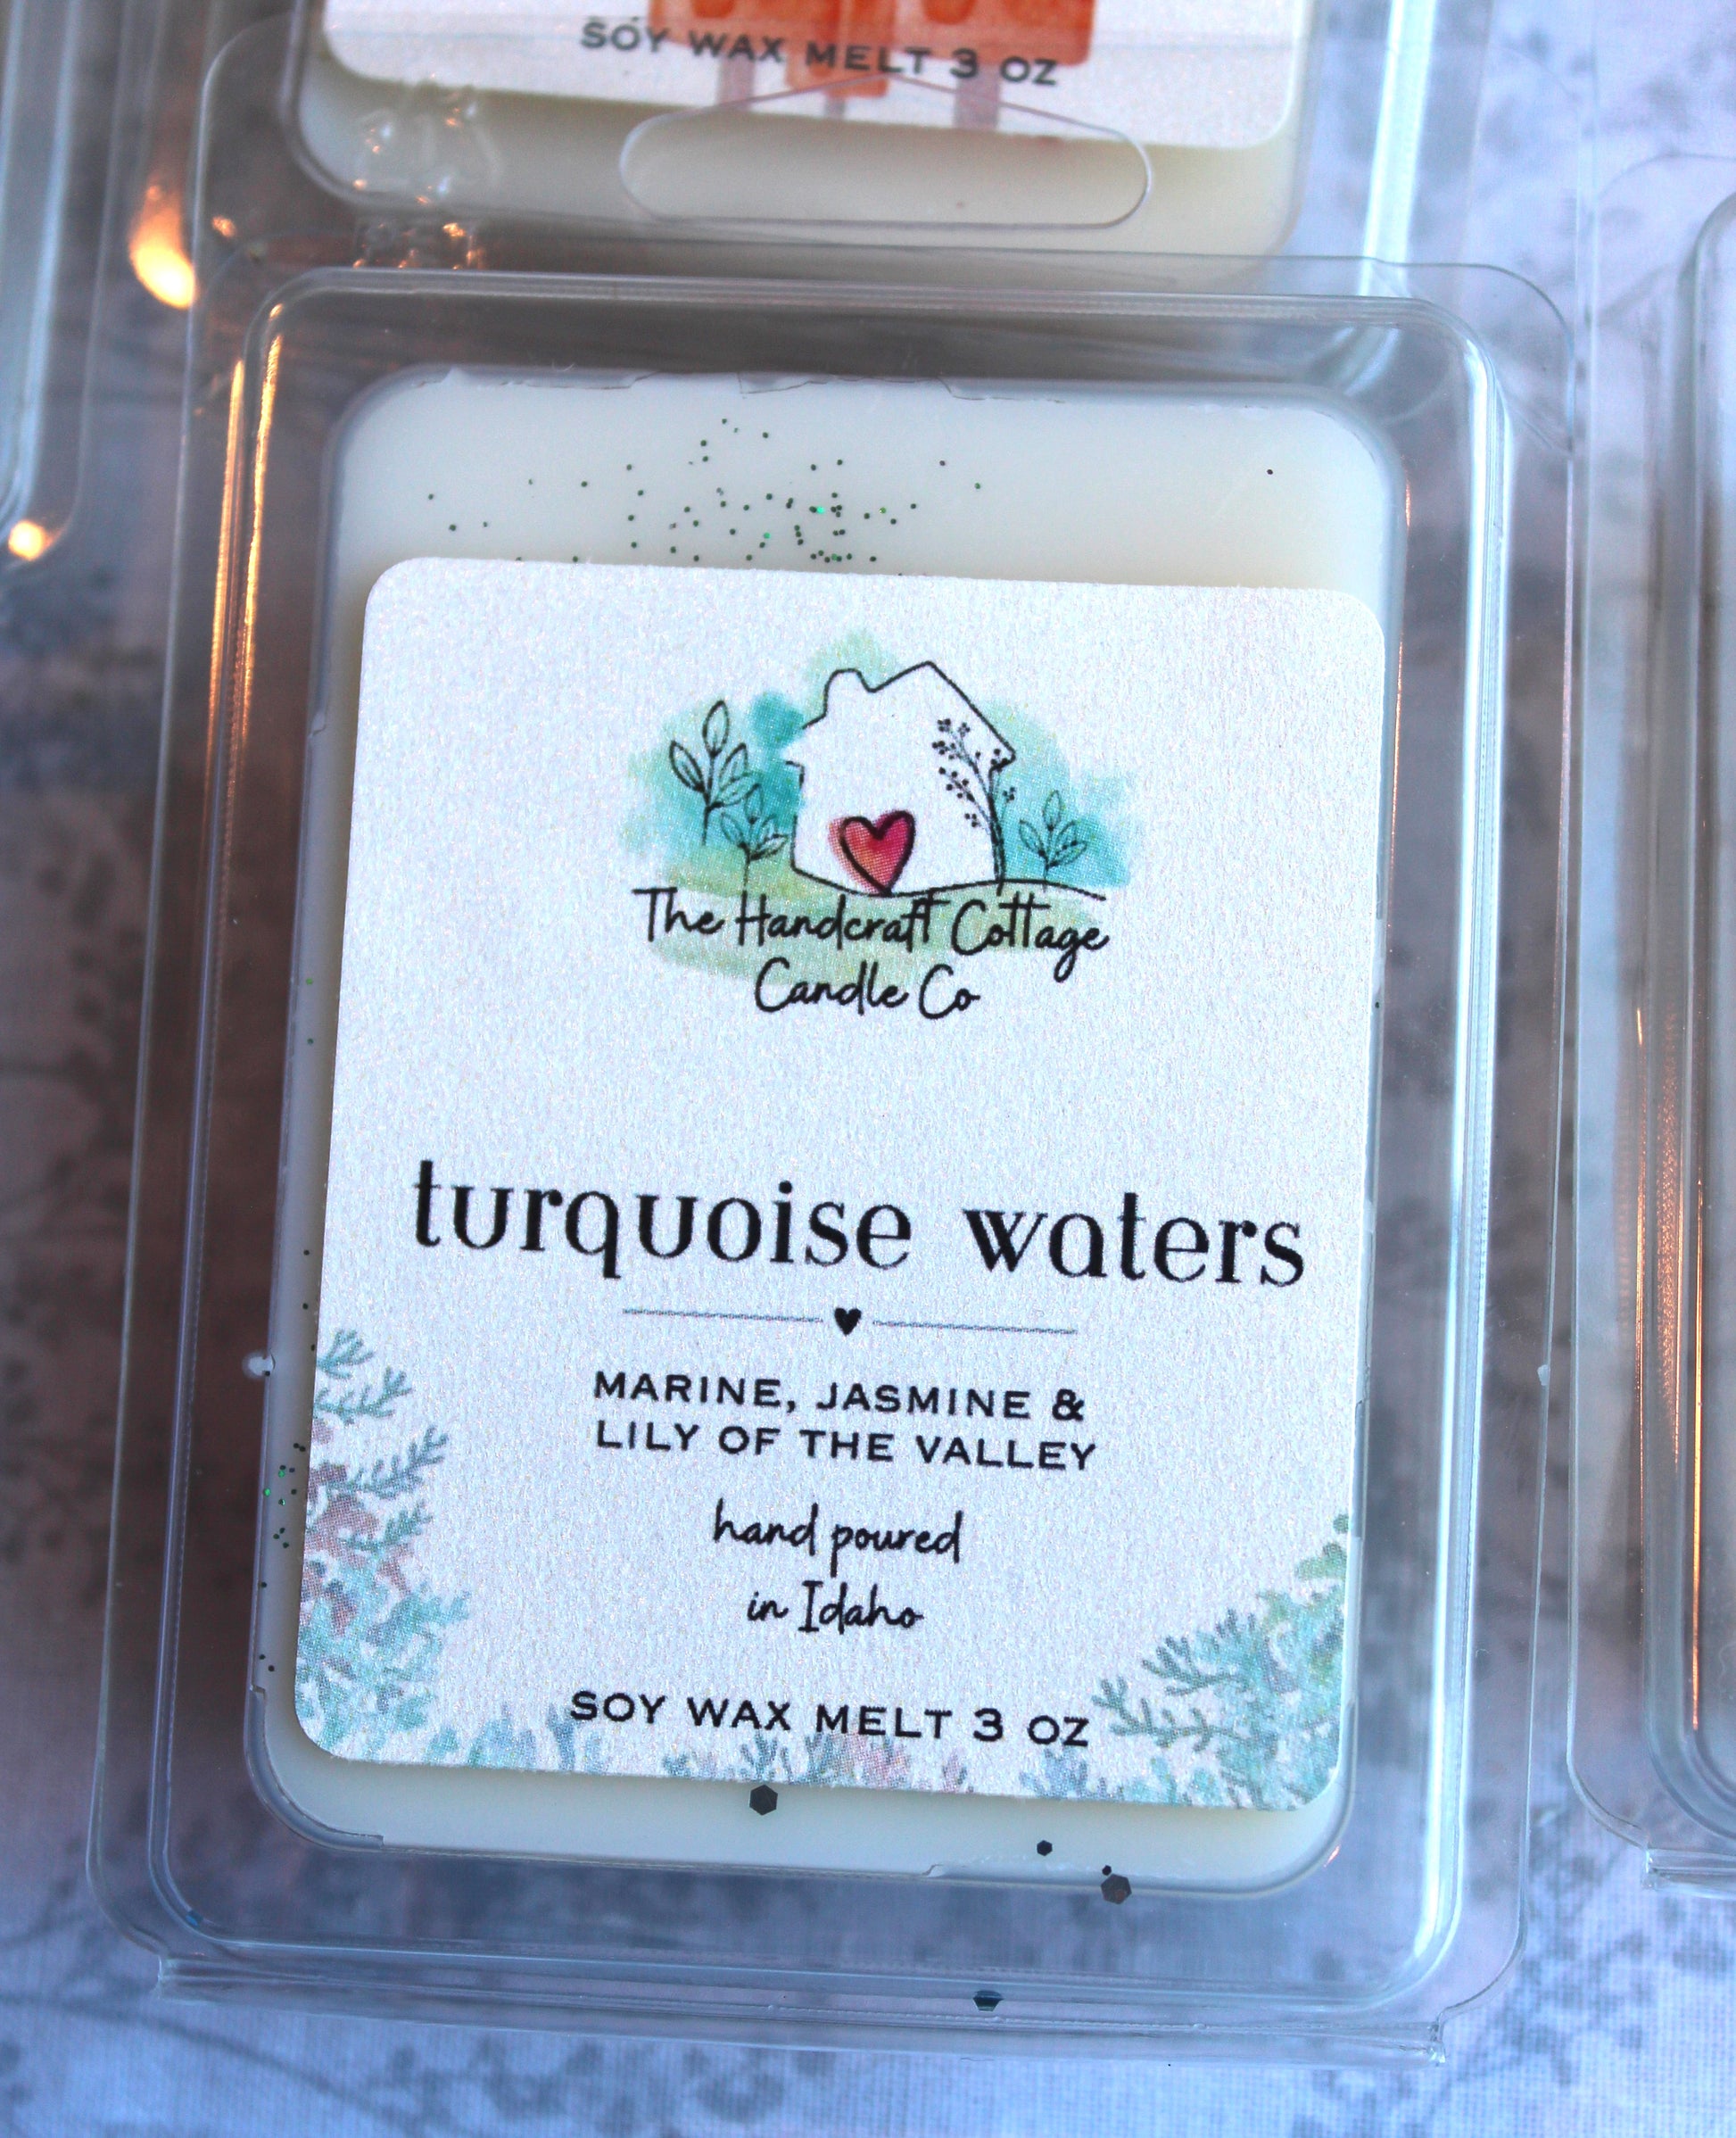 SOY WAX MELT 3 OZ
The Handcraft Cottage
Candle Co
turquoise waters
MARINE, JASMINE &
LILY OF THE VALLEY
hand poured
in Idaho
SOY WAX MELT 3 OZ